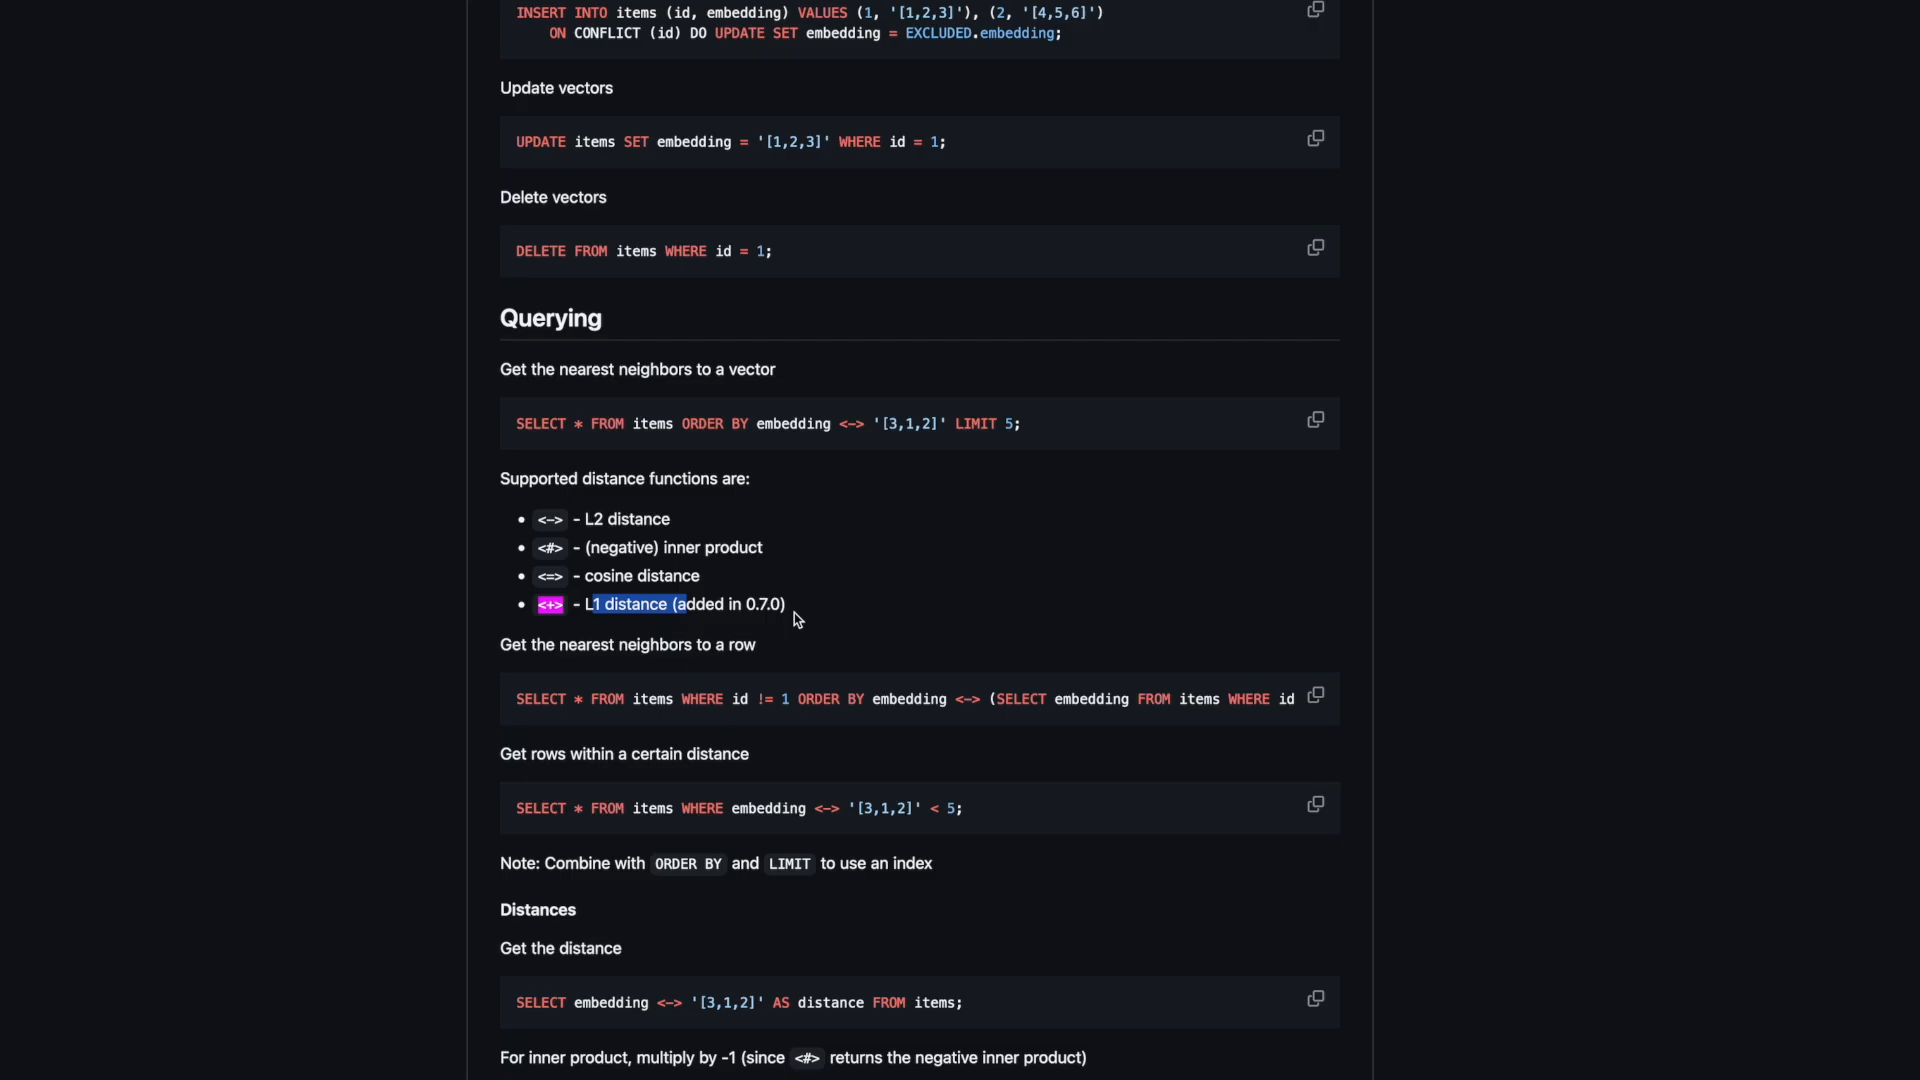 INSERT INTO items (id, embedding) VALUES (1, '[1,2,3]'), (2, '[4,5,6]')
ON CONFLICT (id) DO UPDATE SET embedding = EXCLUDED.embedding;
Update vectors
UPDATE items SET embedding = '[1,2,3]' WHERE id = 1;
Delete vectors
DELETE FROM items WHERE id = 1;
Querying
Get the nearest neighbors to a vector
SELECT * FROM items ORDER BY embedding <-> '[3,1,2]' LIMIT 5;
Supported distance functions are:
• <-> - L2 distance
• <#> - (negative) inner product
• <=> - cosine distance
• <+> - L1 distance (added in 0.7.0)
Get the nearest neighbors to a row
SELECT * FROM items WHERE id != 1 ORDER BY embedding <-> (SELECT embedding FROM items WHERE id
Get rows within a certain distance
SELECT * FROM items WHERE embedding <-> '[3,1,2]' < 5;
Note: Combine with ORDER BY and LIMIT to use an index
Distances
Get the distance
SELECT embedding <-> '[3,1,2]' AS distance FROM items;
For inner product, multiply by -1 (since <#> returns the negative inner product)